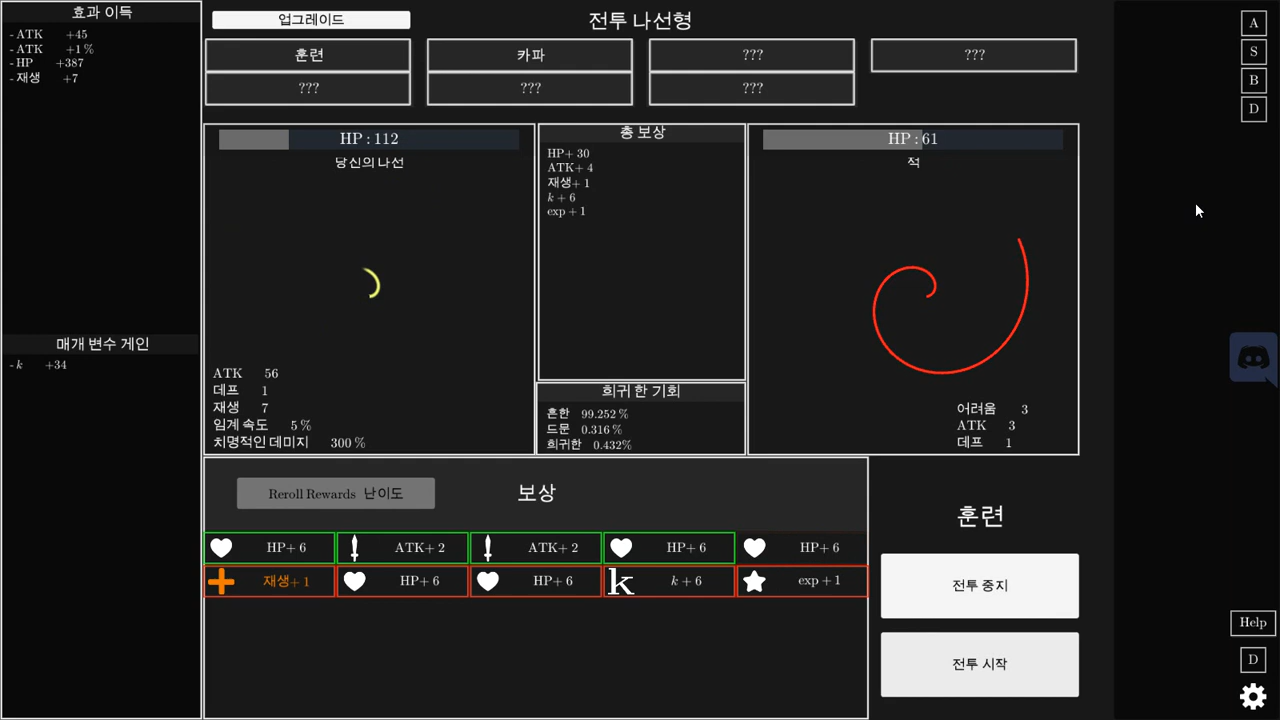 효과 이득
- ATK +45
- ATK +1 %
- HP +387
- 재생 +7
매개 변수 게인
- k +34
업그레이드
전투 나선형
훈련
카파
???
???
???
???
???
HP : 112
당신의 나선
ATK 56
데프 1
재생 7
임계 속도 5 %
치명적인 데미지 300 %
총 보상
HP+ 30
ATK+ 4
재생+ 1
k + 6
exp + 1
희귀 한 기회
흔한 99.252 %
드문 0.316 %
희귀한 0.432%
HP : 61
적
어려움 3
ATK 3
데프 1
Reroll Rewards 난이도
보상
HP+ 6
ATK+ 2
ATK+ 2
HP+ 6
HP+ 6
재생+ 1
HP+ 6
HP+ 6
k k + 6
exp + 1
훈련
전투 중지
전투 시작
A
S
B
D
Help
D